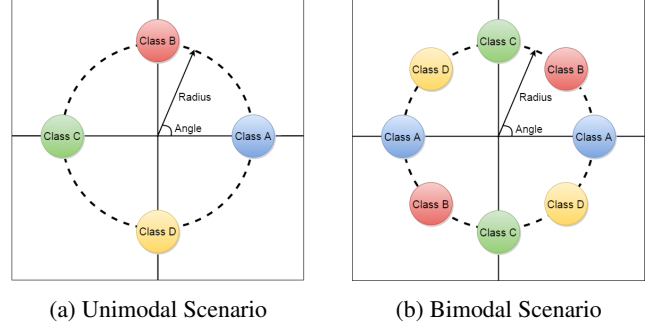 Class B
Radius
Angle
Class C
Class A
Class D
(a) Unimodal Scenario
Class C
Class D
Class B
Radius
Angle
Class A
Class A
Class B
Class D
Class C
(b) Bimodal Scenario